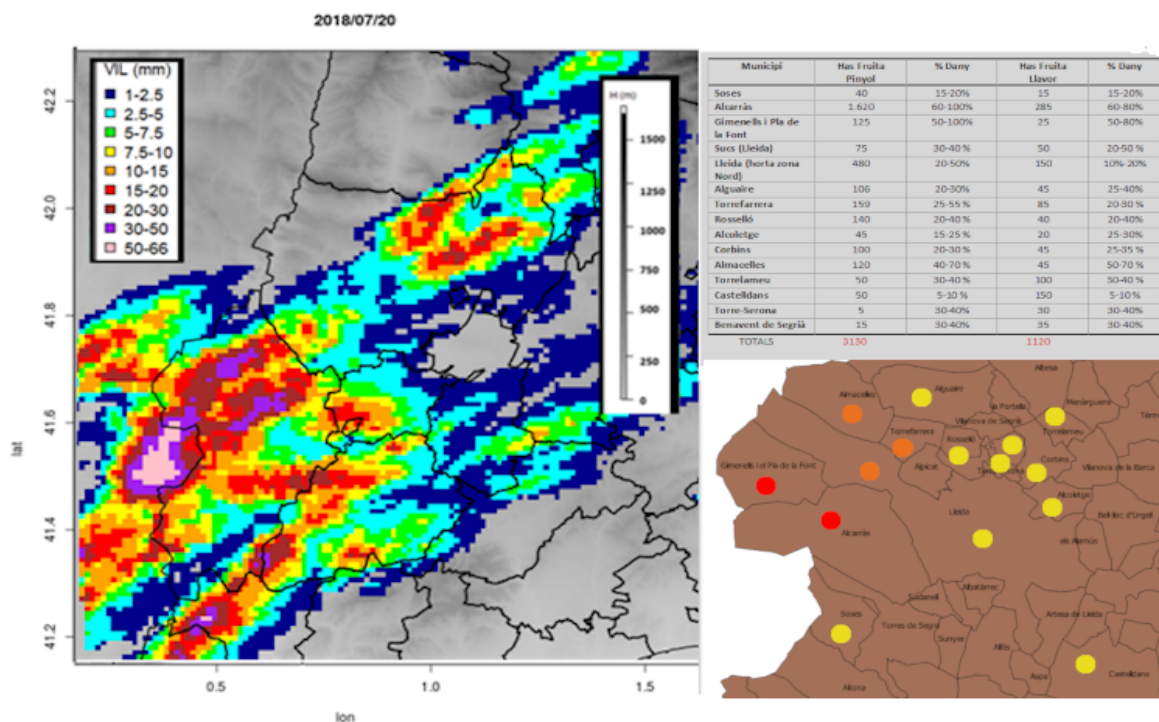 2018/07/20
VIL (mm)
1-2.5
2.5-5
5-7.5
7.5-10
10-15
15-20
20-30
30-50
50-66
H (m)
1500
1250
1000
750
500
250
0
42.2
42.0
41.8
41.6
41.4
41.2
lat
0.5
1.0
1.5
lon
Municipi Has Fruita Pinyol % Dany Has Fruita Llavor % Dany
Soses 40 15-20% 15 15-20%
Alcarràs 1.620 60-100% 285 60-80%
Gimenells i Pla de la Font 125 50-100% 25 50-80%
Sucs (Lleida) 75 30-40 % 50 20-50 %
Lleida (horta zona Nord) 480 20-50% 150 10%-20%
Alguaire 106 20-30% 45 25-40%
Torrefarrera 159 25-55 % 85 20-30 %
Rosselló 140 20-40 % 40 20-40%
Alcoletge 45 15-25 % 20 25-30%
Corbins 100 20-30 % 45 25-35 %
Almacelles 120 40-70 % 45 50-70 %
Torrelameu 50 30-40 % 100 30-40 %
Castelldans 50 5-10 % 150 5-10 %
Torre-Serona 5 30-40% 30 30-40%
Benavent de Segrià 15 30-40% 35 30-40%
TOTALS 3130 1120
Albesa
Almacelles
Alguaire
la Portella
Menàrguens
Vilanova de Segrià
Torrefarrera
Rosselló
Torrelameu
Gimenells i el Pla de la Font
Alpicat
Corbins
Vilanova de la Barca
Alcoletge
Lleida
Bell-lloc d'Urgell
Alcarràs
els Alamús
Sudanell
Albatàrrec
Soses
Torres de Segre
Artesa de Lleida
Sunyer
Alfés
Aspa
Castelldans
Aitona